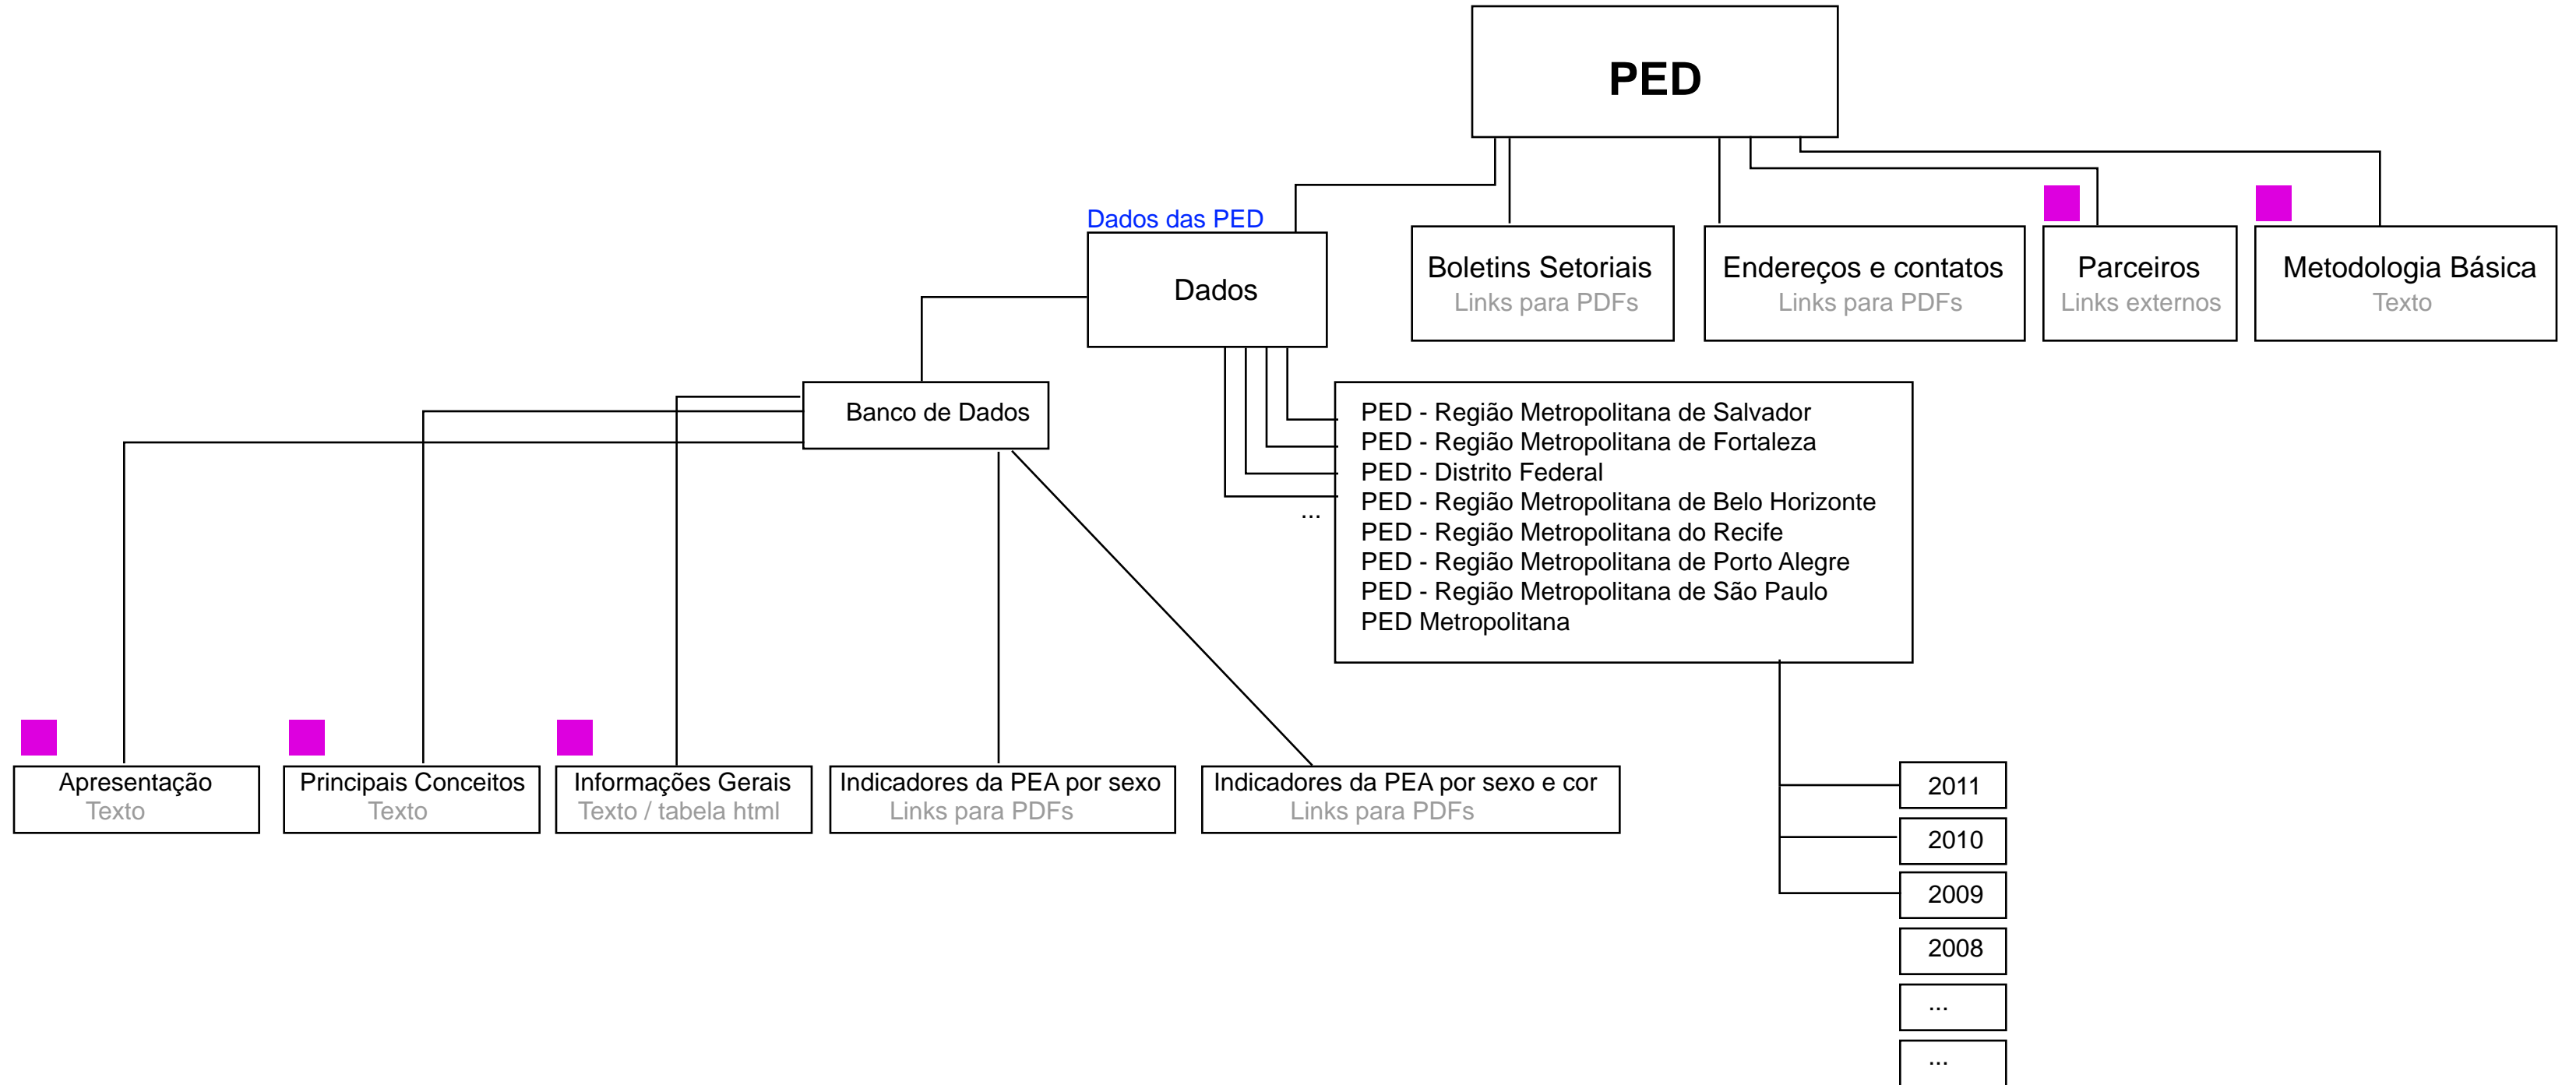 PED
Dados das PED
Dados
Boletins Setoriais
Links para PDFs
Endereços e contatos
Links para PDFs
Parceiros
Links externos
Metodologia Básica
Texto
Banco de Dados
PED - Região Metropolitana de Salvador
PED - Região Metropolitana de Fortaleza
PED - Distrito Federal
PED - Região Metropolitana de Belo Horizonte
PED - Região Metropolitana do Recife
PED - Região Metropolitana de Porto Alegre
PED - Região Metropolitana de São Paulo
PED Metropolitana
...
Apresentação
Texto
Principais Conceitos
Texto
Informações Gerais
Texto / tabela html
Indicadores da PEA por sexo
Links para PDFs
Indicadores da PEA por sexo e cor
Links para PDFs
2011
2010
2009
2008
...
...